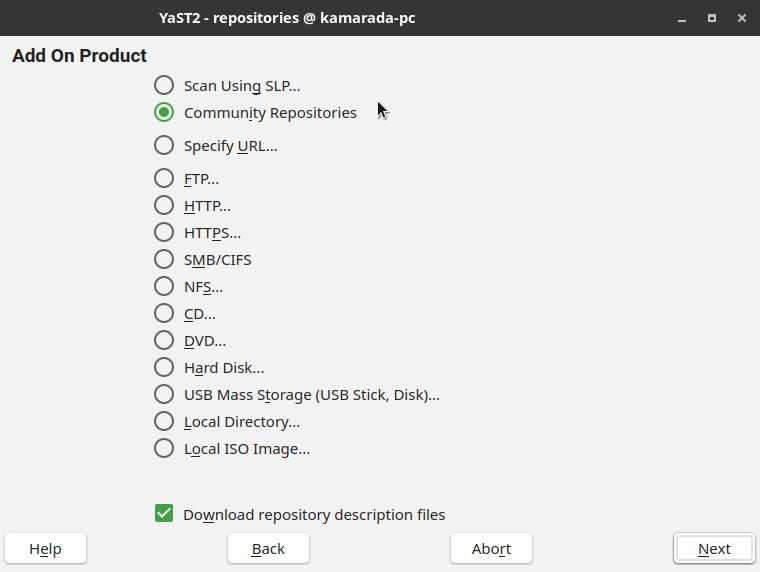 YaST2 - repositories @ kamarada-pc
Add On Product
Scan Using SLP...
Community Repositories
Specify URL...
FTP...
HTTP...
HTTPS...
SMB/CIFS
NFS...
CD...
DVD...
Hard Disk...
USB Mass Storage (USB Stick, Disk)...
Local Directory...
Local ISO Image...
Download repository description files
Help Back Abort Next